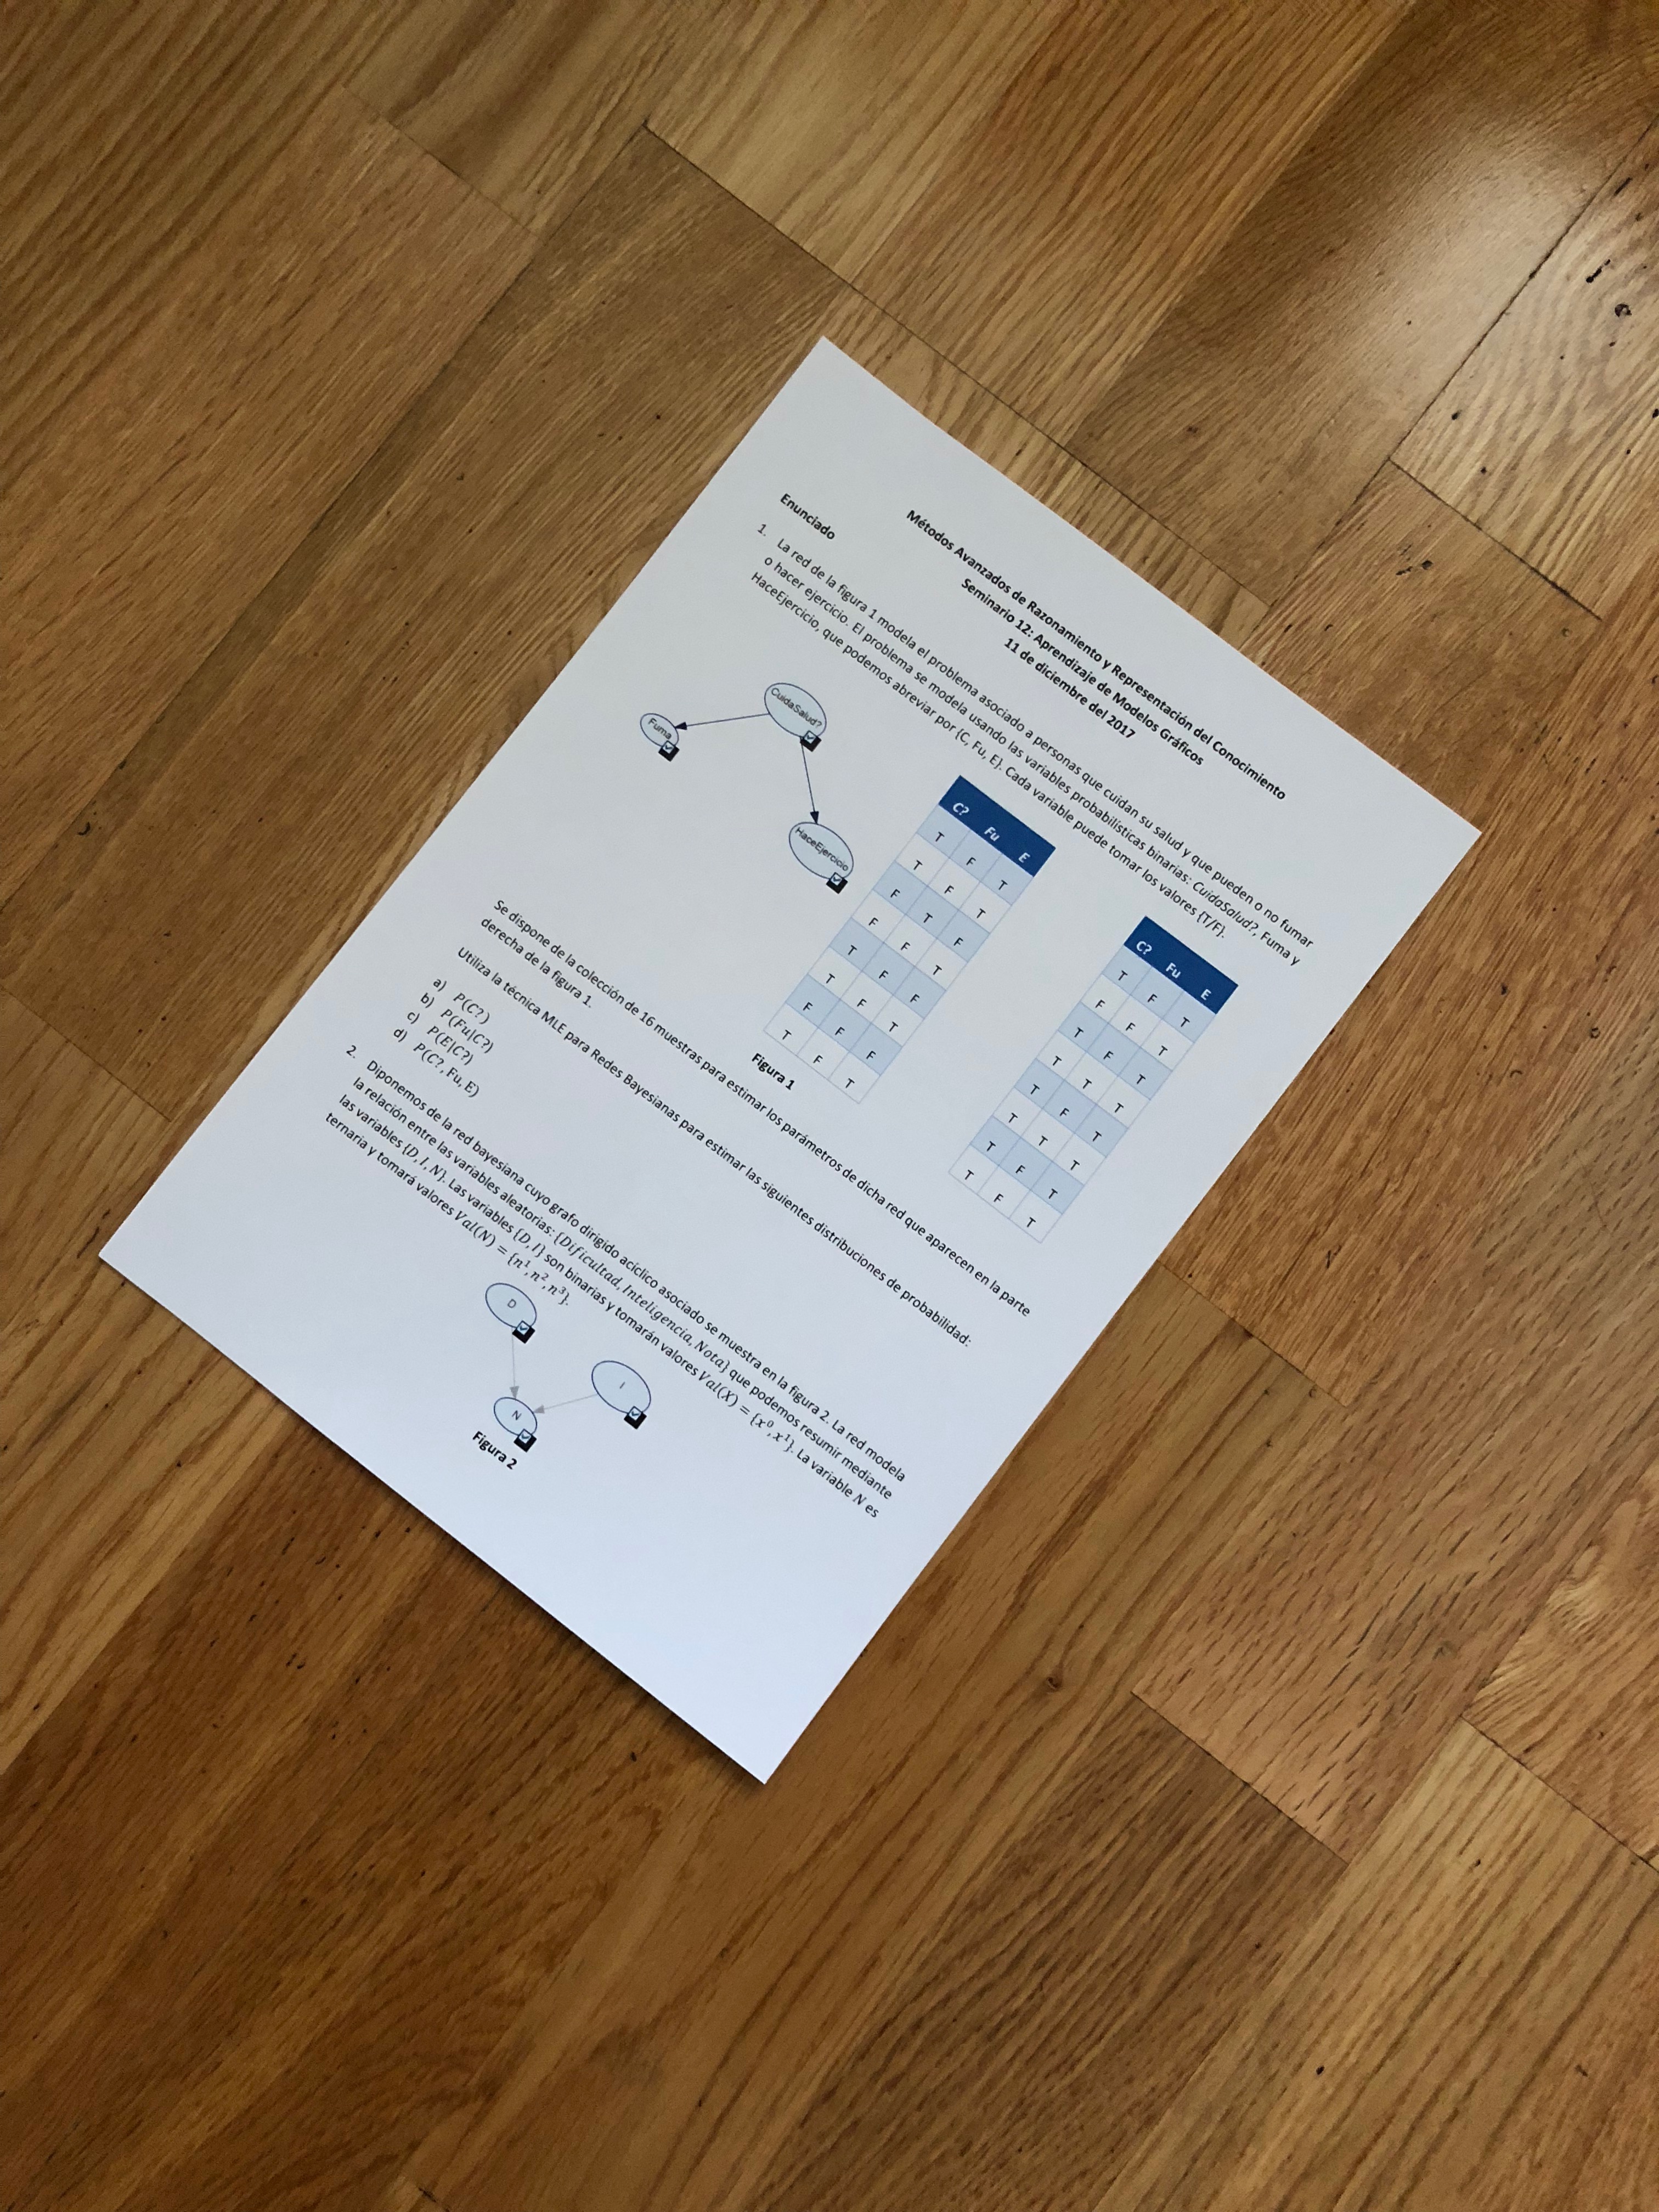 Métodos Avanzados de Razonamiento y Representación del Conocimiento
Seminario 12: Aprendizaje de Modelos Gráficos
11 de diciembre del 2017
Enunciado
1. La red de la figura 1 modela el problema asociado a personas que cuidan su salud y que pueden o no fumar
o hacer ejercicio. El problema se modela usando las variables probabilísticas binarias: CuidaSalud?, Fuma y
HaceEjercicio, que podemos abreviar por {C, Fu, E}. Cada variable puede tomar los valores {T/F}.
CuidaSalud?
Fuma
HaceEjercicio
C? Fu E
T F T
T F T
F T F
F F T
T F F
T F T
F F F
T F T
C? Fu E
T F T
F F T
T F T
T T T
T F T
T T T
T F T
T F T
Figura 1
Se dispone de la colección de 16 muestras para estimar los parámetros de dicha red que aparecen en la parte
derecha de la figura 1.
Utiliza la técnica MLE para Redes Bayesianas para estimar las siguientes distribuciones de probabilidad:
a) P(C?)
b) P(Fu|C?)
c) P(E|C?)
d) P(C?, Fu, E)
2. Diponemos de la red bayesiana cuyo grafo dirigido acíclico asociado se muestra en la figura 2. La red modela
la relación entre las variables aleatorias: {Dificultad, Inteligencia, Nota} que podemos resumir mediante
las variables {D, I, N}. Las variables {D, I} son binarias y tomarán valores Val(X) = {x⁰, x¹}. La variable N es
ternaria y tomará valores Val(N) = {n¹, n², n³}.
D
I
N
Figura 2